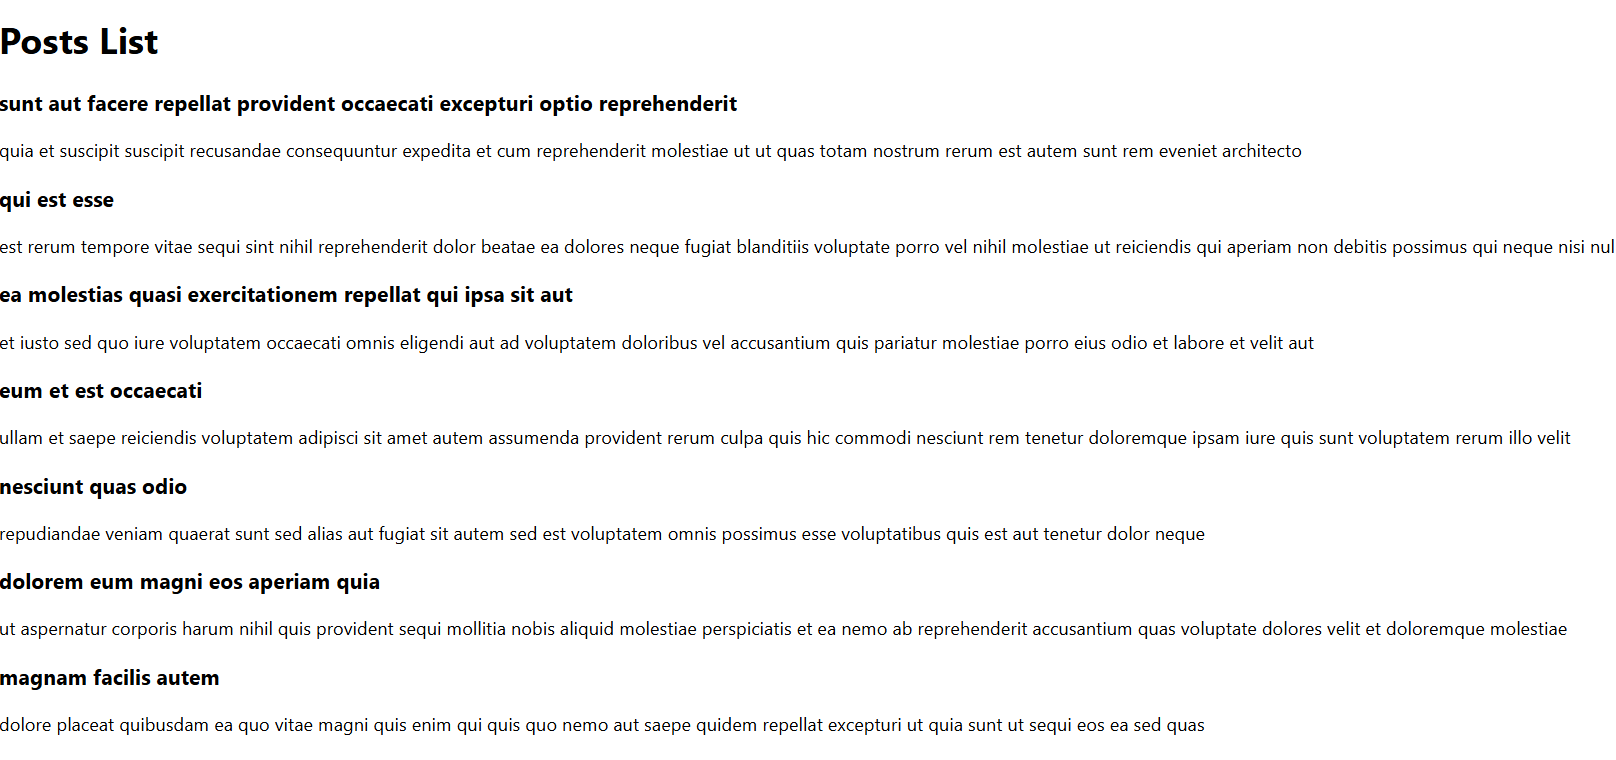 Posts List
sunt aut facere repellat provident occaecati excepturi optio reprehenderit
quia et suscipit suscipit recusandae consequuntur expedita et cum reprehenderit molestiae ut ut quas totam nostrum rerum est autem sunt rem eveniet architecto
qui est esse
est rerum tempore vitae sequi sint nihil reprehenderit dolor beatae ea dolores neque fugiat blanditiis voluptate porro vel nihil molestiae ut reiciendis qui aperiam non debitis possimus qui neque nisi nul
ea molestias quasi exercitationem repellat qui ipsa sit aut
et iusto sed quo iure voluptatem occaecati omnis eligendi aut ad voluptatem doloribus vel accusantium quis pariatur molestiae porro eius odio et labore et velit aut
eum et est occaecati
ullam et saepe reiciendis voluptatem adipisci sit amet autem assumenda provident rerum culpa quis hic commodi nesciunt rem tenetur doloremque ipsam iure quis sunt voluptatem rerum illo velit
nesciunt quas odio
repudiandae veniam quaerat sunt sed alias aut fugiat sit autem sed est voluptatem omnis possimus esse voluptatibus quis est aut tenetur dolor neque
dolorem eum magni eos aperiam quia
ut aspernatur corporis harum nihil quis provident sequi mollitia nobis aliquid molestiae perspiciatis et ea nemo ab reprehenderit accusantium quas voluptate dolores velit et doloremque molestiae
magnam facilis autem
dolore placeat quibusdam ea quo vitae magni quis enim qui quis quo nemo aut saepe quidem repellat excepturi ut quia sunt ut sequi eos ea sed quas